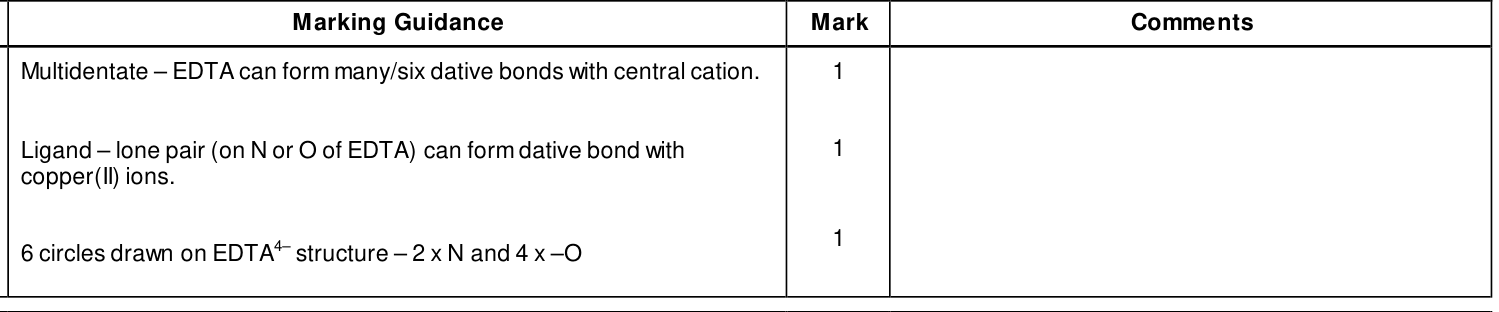 Marking Guidance Mark Comments
Multidentate – EDTA can form many/six dative bonds with central cation. 1
Ligand – lone pair (on N or O of EDTA) can form dative bond with 1
copper(II) ions.
6 circles drawn on EDTA⁴⁻ structure – 2 x N and 4 x –O 1